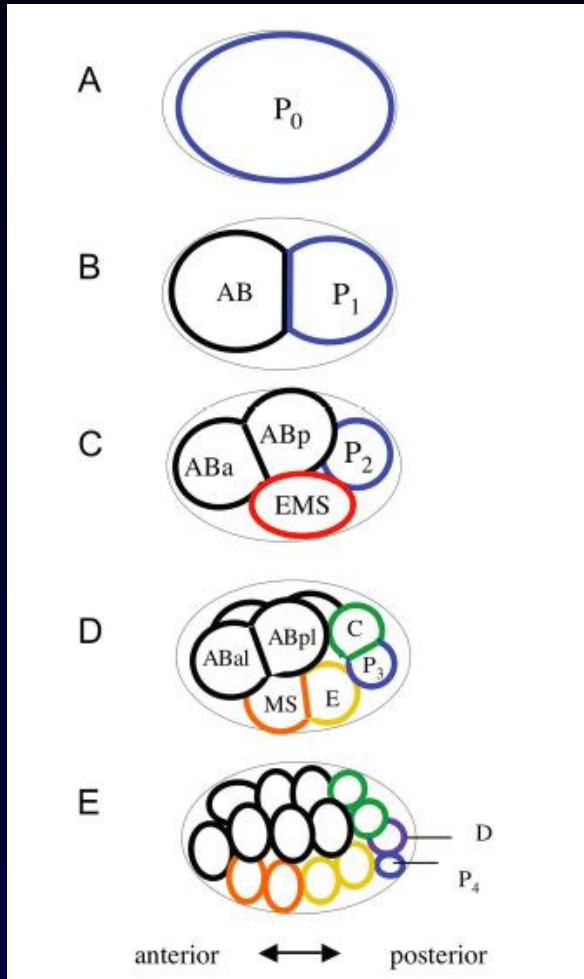 A
P₀
B
AB P₁
C
ABa ABp P₂
EMS
D
ABal ABpl C
P₃
MS E
E
D
P₄
anterior posterior